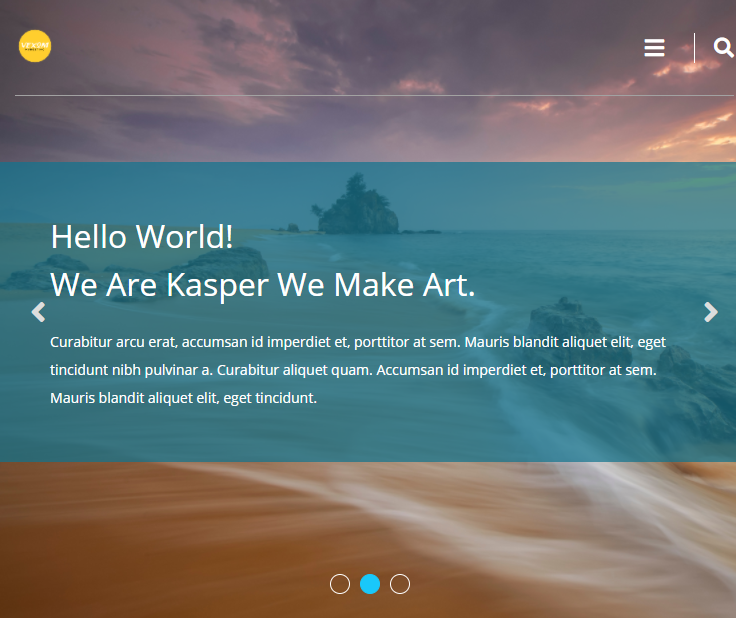 Hello World!
We Are Kasper We Make Art.
Curabitur arcu erat, accumsan id imperdiet et, porttitor at sem. Mauris blandit aliquet elit, eget
tincidunt nibh pulvinar a. Curabitur aliquet quam. Accumsan id imperdiet et, porttitor at sem.
Mauris blandit aliquet elit, eget tincidunt.